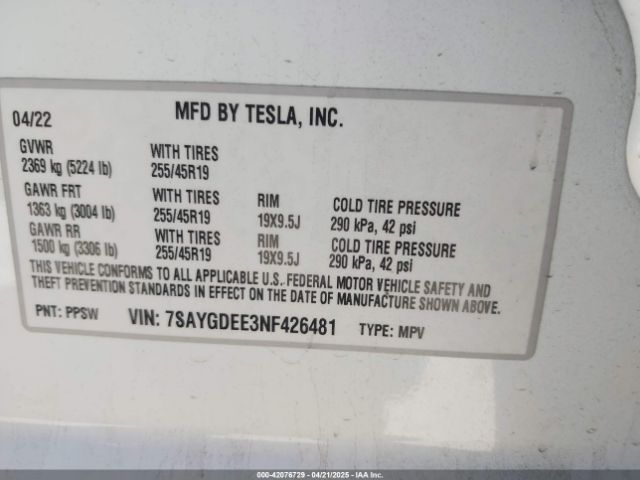 04/22 MFD BY TESLA, INC.
GVWR WITH TIRES
2369 kg (5224 lb) 255/45R19
GAWR FRT WITH TIRES RIM COLD TIRE PRESSURE
1363 kg (3004 lb) 255/45R19 19X9.5J 290 kPa, 42 psi
GAWR RR WITH TIRES RIM COLD TIRE PRESSURE
1500 kg (3306 lb) 255/45R19 19X9.5J 290 kPa, 42 psi
THIS VEHICLE CONFORMS TO ALL APPLICABLE U.S. FEDERAL MOTOR VEHICLE SAFETY AND
THEFT PREVENTION STANDARDS IN EFFECT ON THE DATE OF MANUFACTURE SHOWN ABOVE.
PNT: PPSW VIN: 7SAYGDEE3NF426481 TYPE: MPV
000-42076729 - 04/21/2025 - IAA Inc.